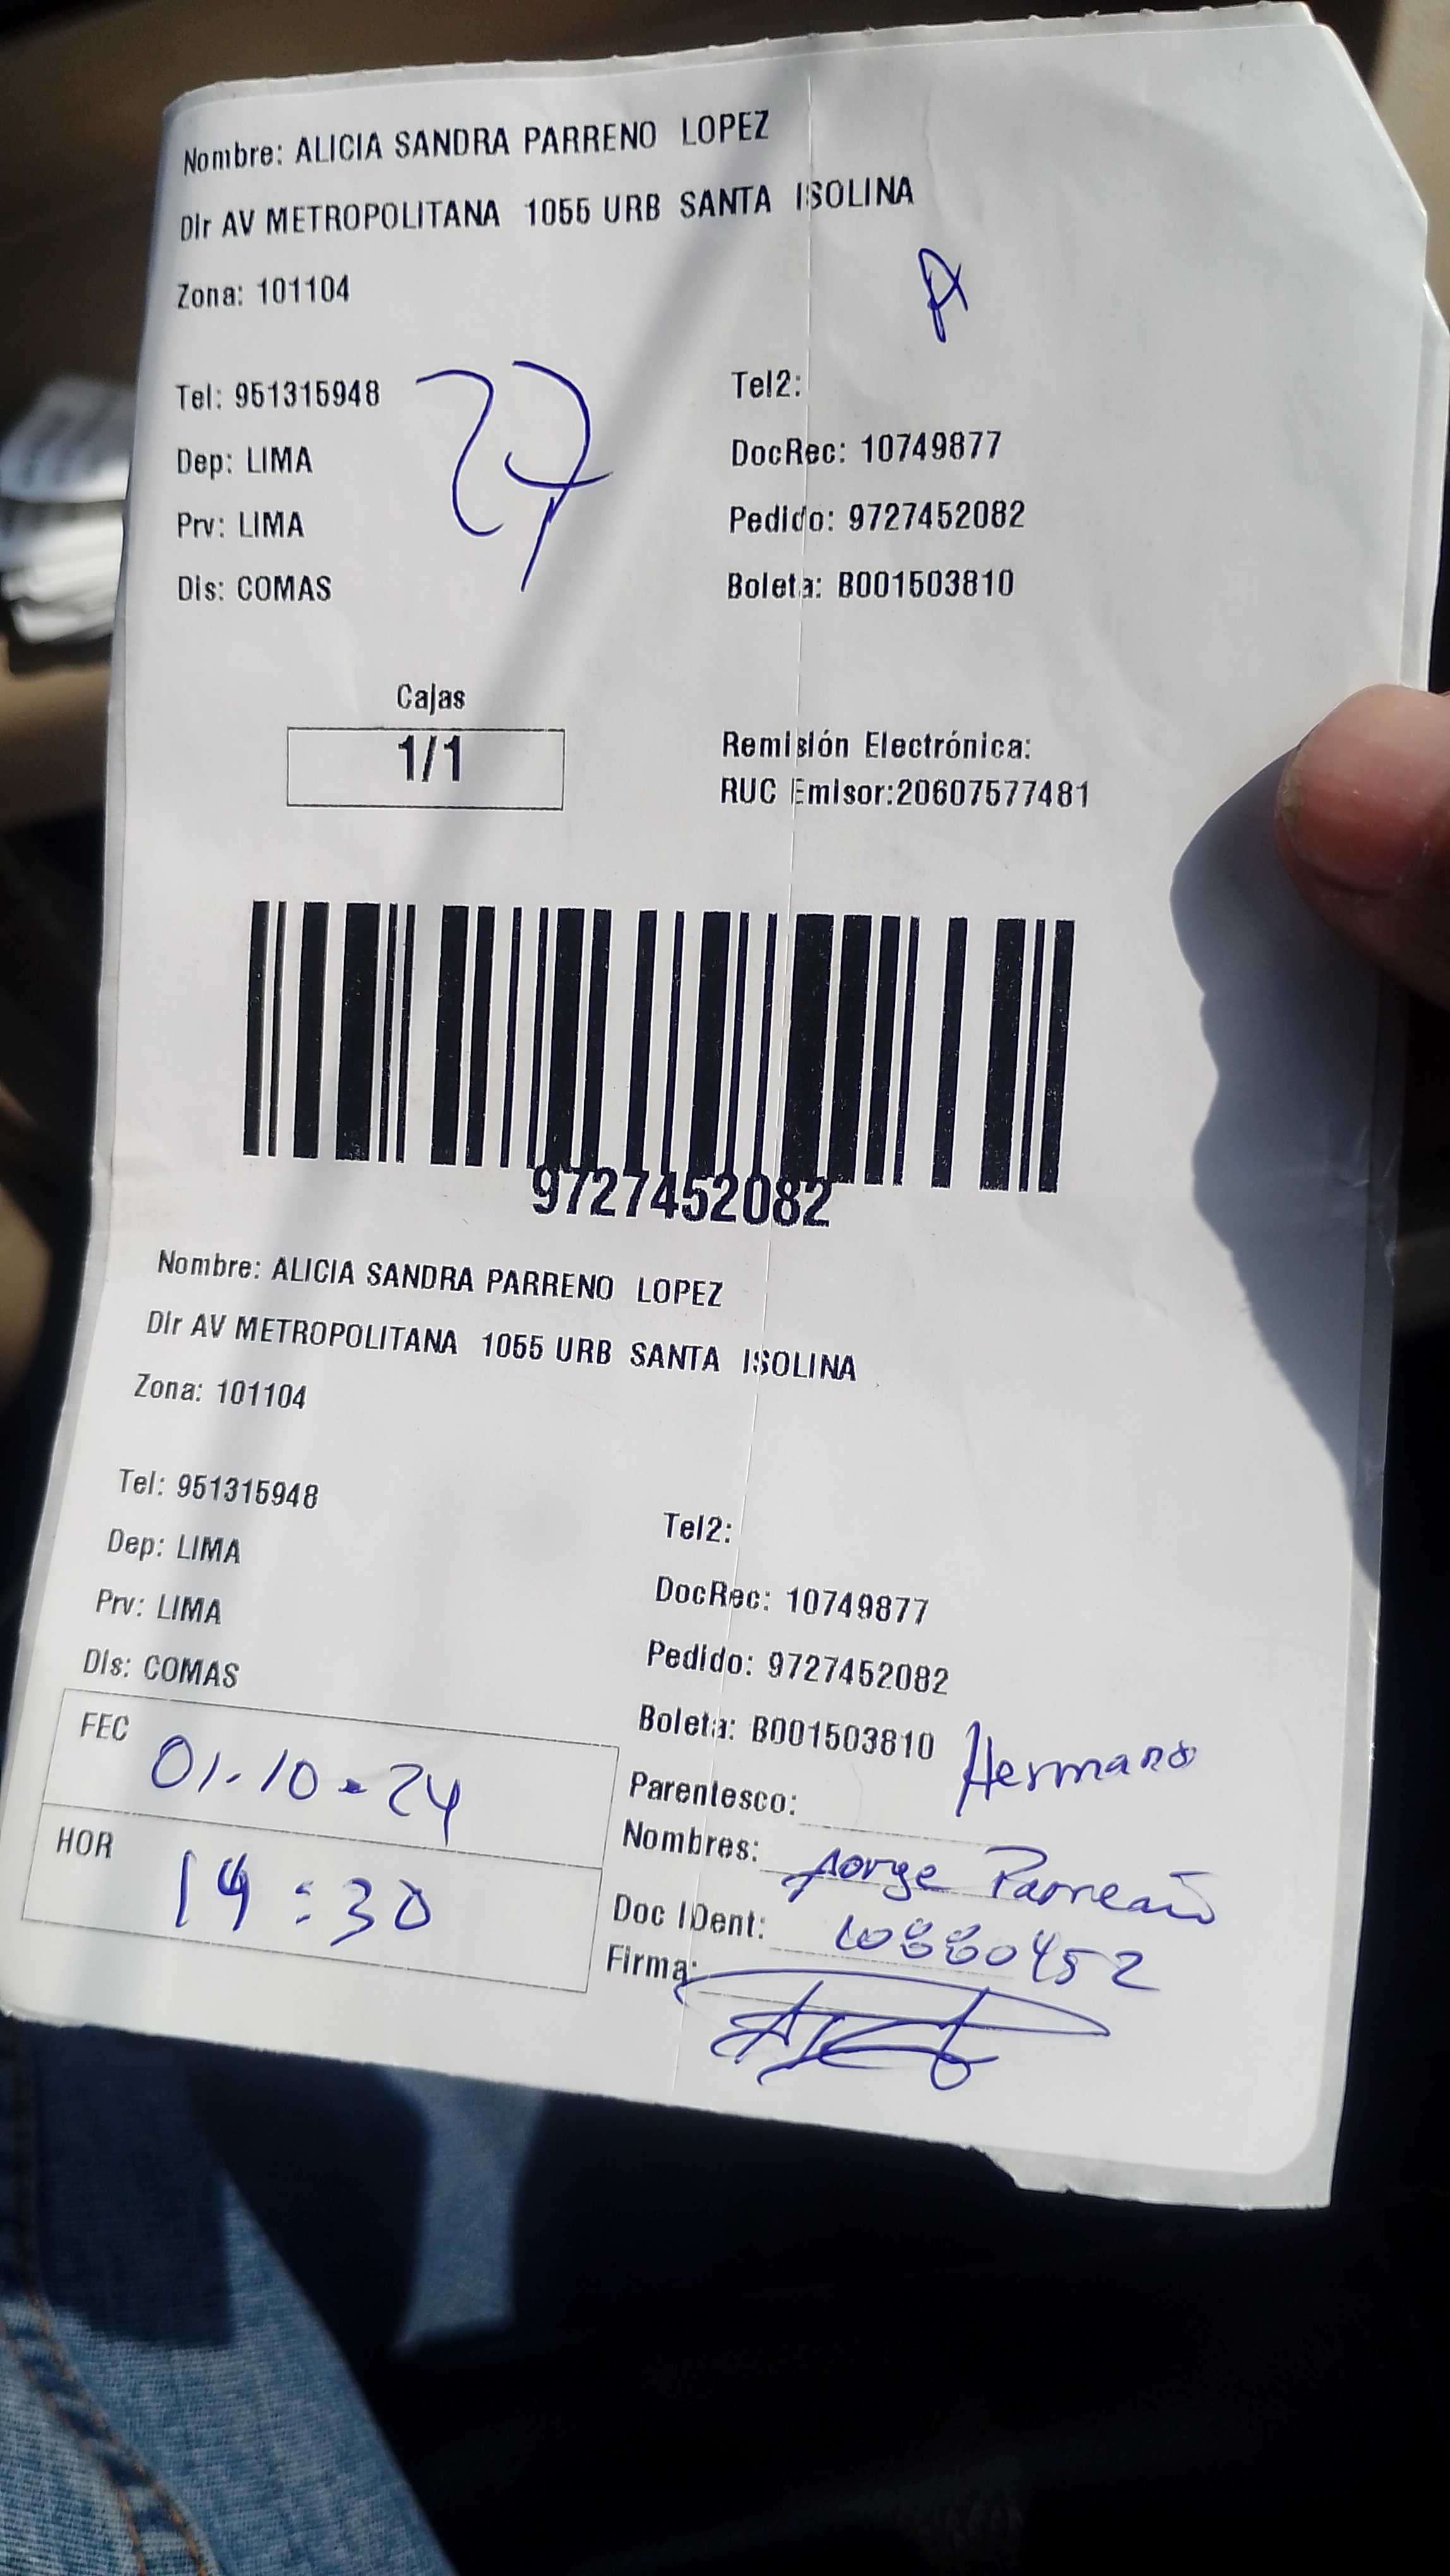 Nombre: ALICIA SANDRA PARRENO LOPEZ
Dir AV METROPOLITANA 1055 URB SANTA ISOLINA
Zona: 101104
Tel: 951315948
27
Dep: LIMA
Prv: LIMA
Dis: COMAS
Tel2:
DocRec: 10749877
Pedido: 9727452082
Boleta: B001503810
Cajas
1/1
Remisión Electrónica:
RUC Emisor:20607577481
9727452082
Nombre: ALICIA SANDRA PARRENO LOPEZ
Dir AV METROPOLITANA 1055 URB SANTA ISOLINA
Zona: 101104
Tel: 951315948
Dep: LIMA
Prv: LIMA
Dis: COMAS
Tel2:
DocRec: 10749877
Pedido: 9727452082
Boleta: B001503810
FEC 01-10-24
HOR 14:30
Parentesco: Hermano
Nombres: Jorge Parreño
Doc IDent: 10880452
Firma: